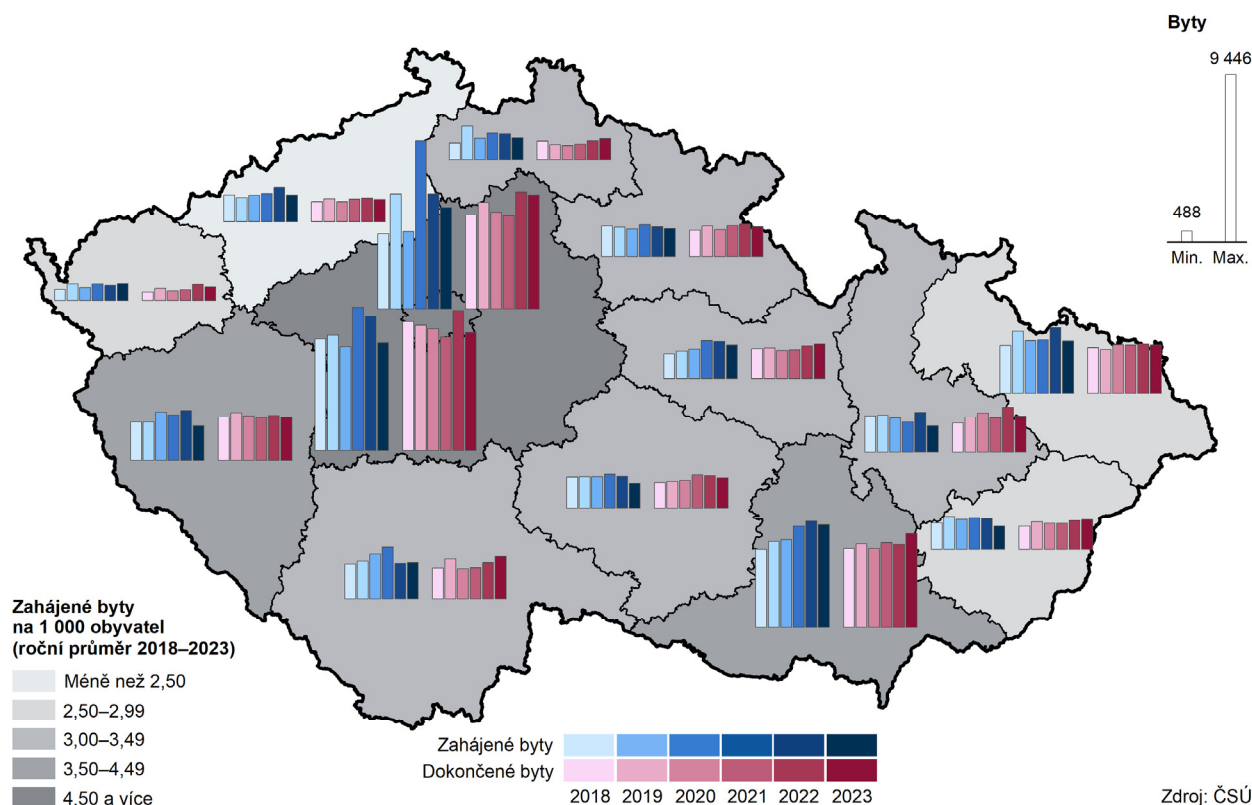 Byty
9 446
488
Min. Max.
Zahájené byty
na 1 000 obyvatel
(roční průměr 2018–2023)
Méně než 2,50
2,50–2,99
3,00–3,49
3,50–4,49
4,50 a více
Zahájené byty
Dokončené byty
2018 2019 2020 2021 2022 2023
Zdroj: ČSÚ